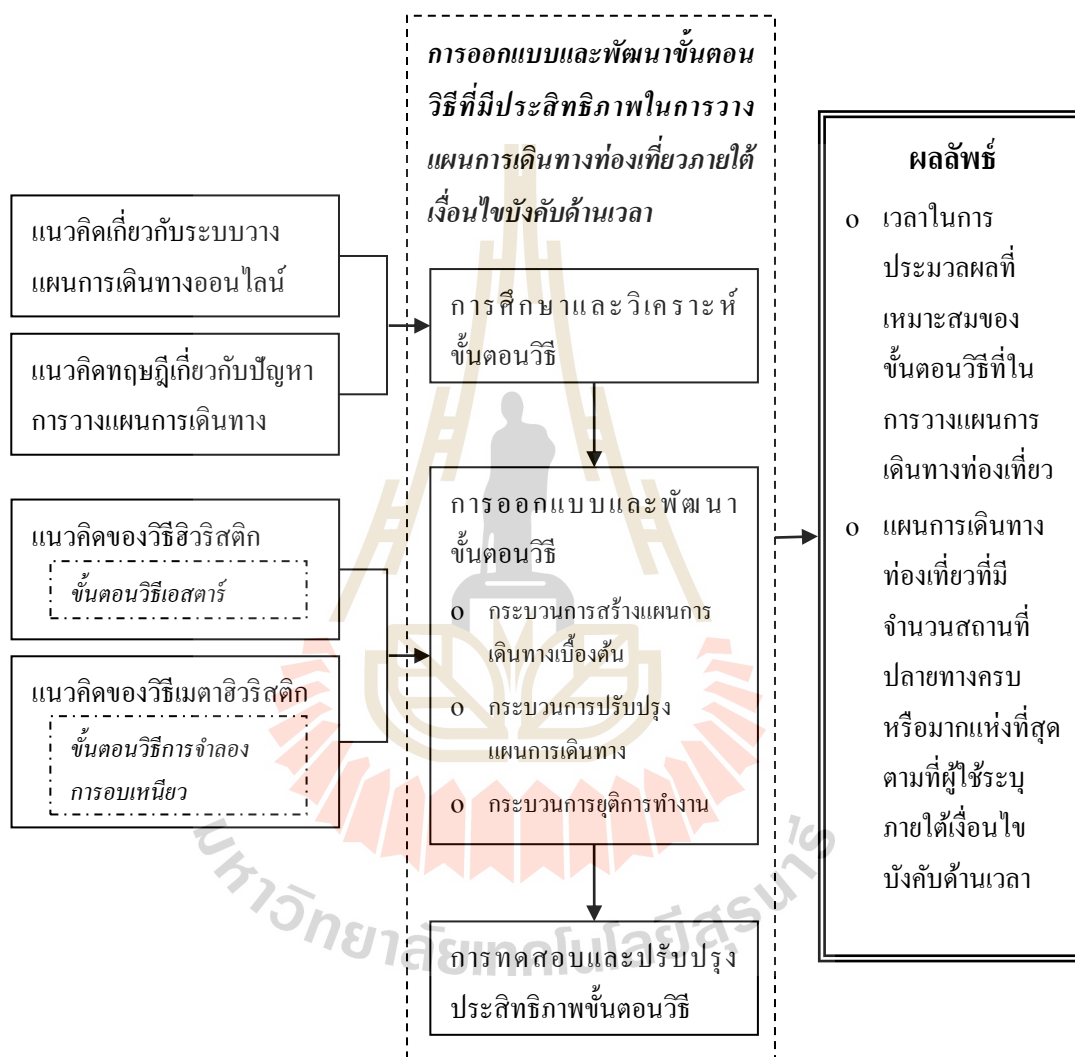 การออกแบบและพัฒนาขั้นตอน
วิธีที่มีประสิทธิภาพในการวาง
แผนการเดินทางท่องเที่ยวภายใต้
เงื่อนไขบังคับด้านเวลา
แนวคิดเกี่ยวกับระบบวาง
แผนการเดินทางออนไลน์
แนวคิดทฤษฎีเกี่ยวกับปัญหา
การวางแผนการเดินทาง
แนวคิดของวิธีฮิวริสติก
ขั้นตอนวิธีเอสตาร์
แนวคิดของวิธีเมตาฮิวริสติก
ขั้นตอนวิธีการจำลอง
การอบเหนียว
การศึกษาและวิเคราะห์
ขั้นตอนวิธี
การออกแบบและพัฒนา
ขั้นตอนวิธี
o กระบวนการสร้างแผนการ
เดินทางเบื้องต้น
o กระบวนการปรับปรุง
แผนการเดินทาง
o กระบวนการยุติการทำงาน
การทดสอบและปรับปรุง
ประสิทธิภาพขั้นตอนวิธี
ผลลัพธ์
o เวลาในการ
ประมวลผลที่
เหมาะสมของ
ขั้นตอนวิธีที่ใน
การวางแผนการ
เดินทางท่องเที่ยว
o แผนการเดินทาง
ท่องเที่ยวที่มี
จำนวนสถานที่
ปลายทางครบ
หรือมากแห่งที่สุด
ตามที่ผู้ใช้ระบุ
ภายใต้เงื่อนไข
บังคับด้านเวลา
มหาวิทยาลัยเทคโนโลยีสุรนารี